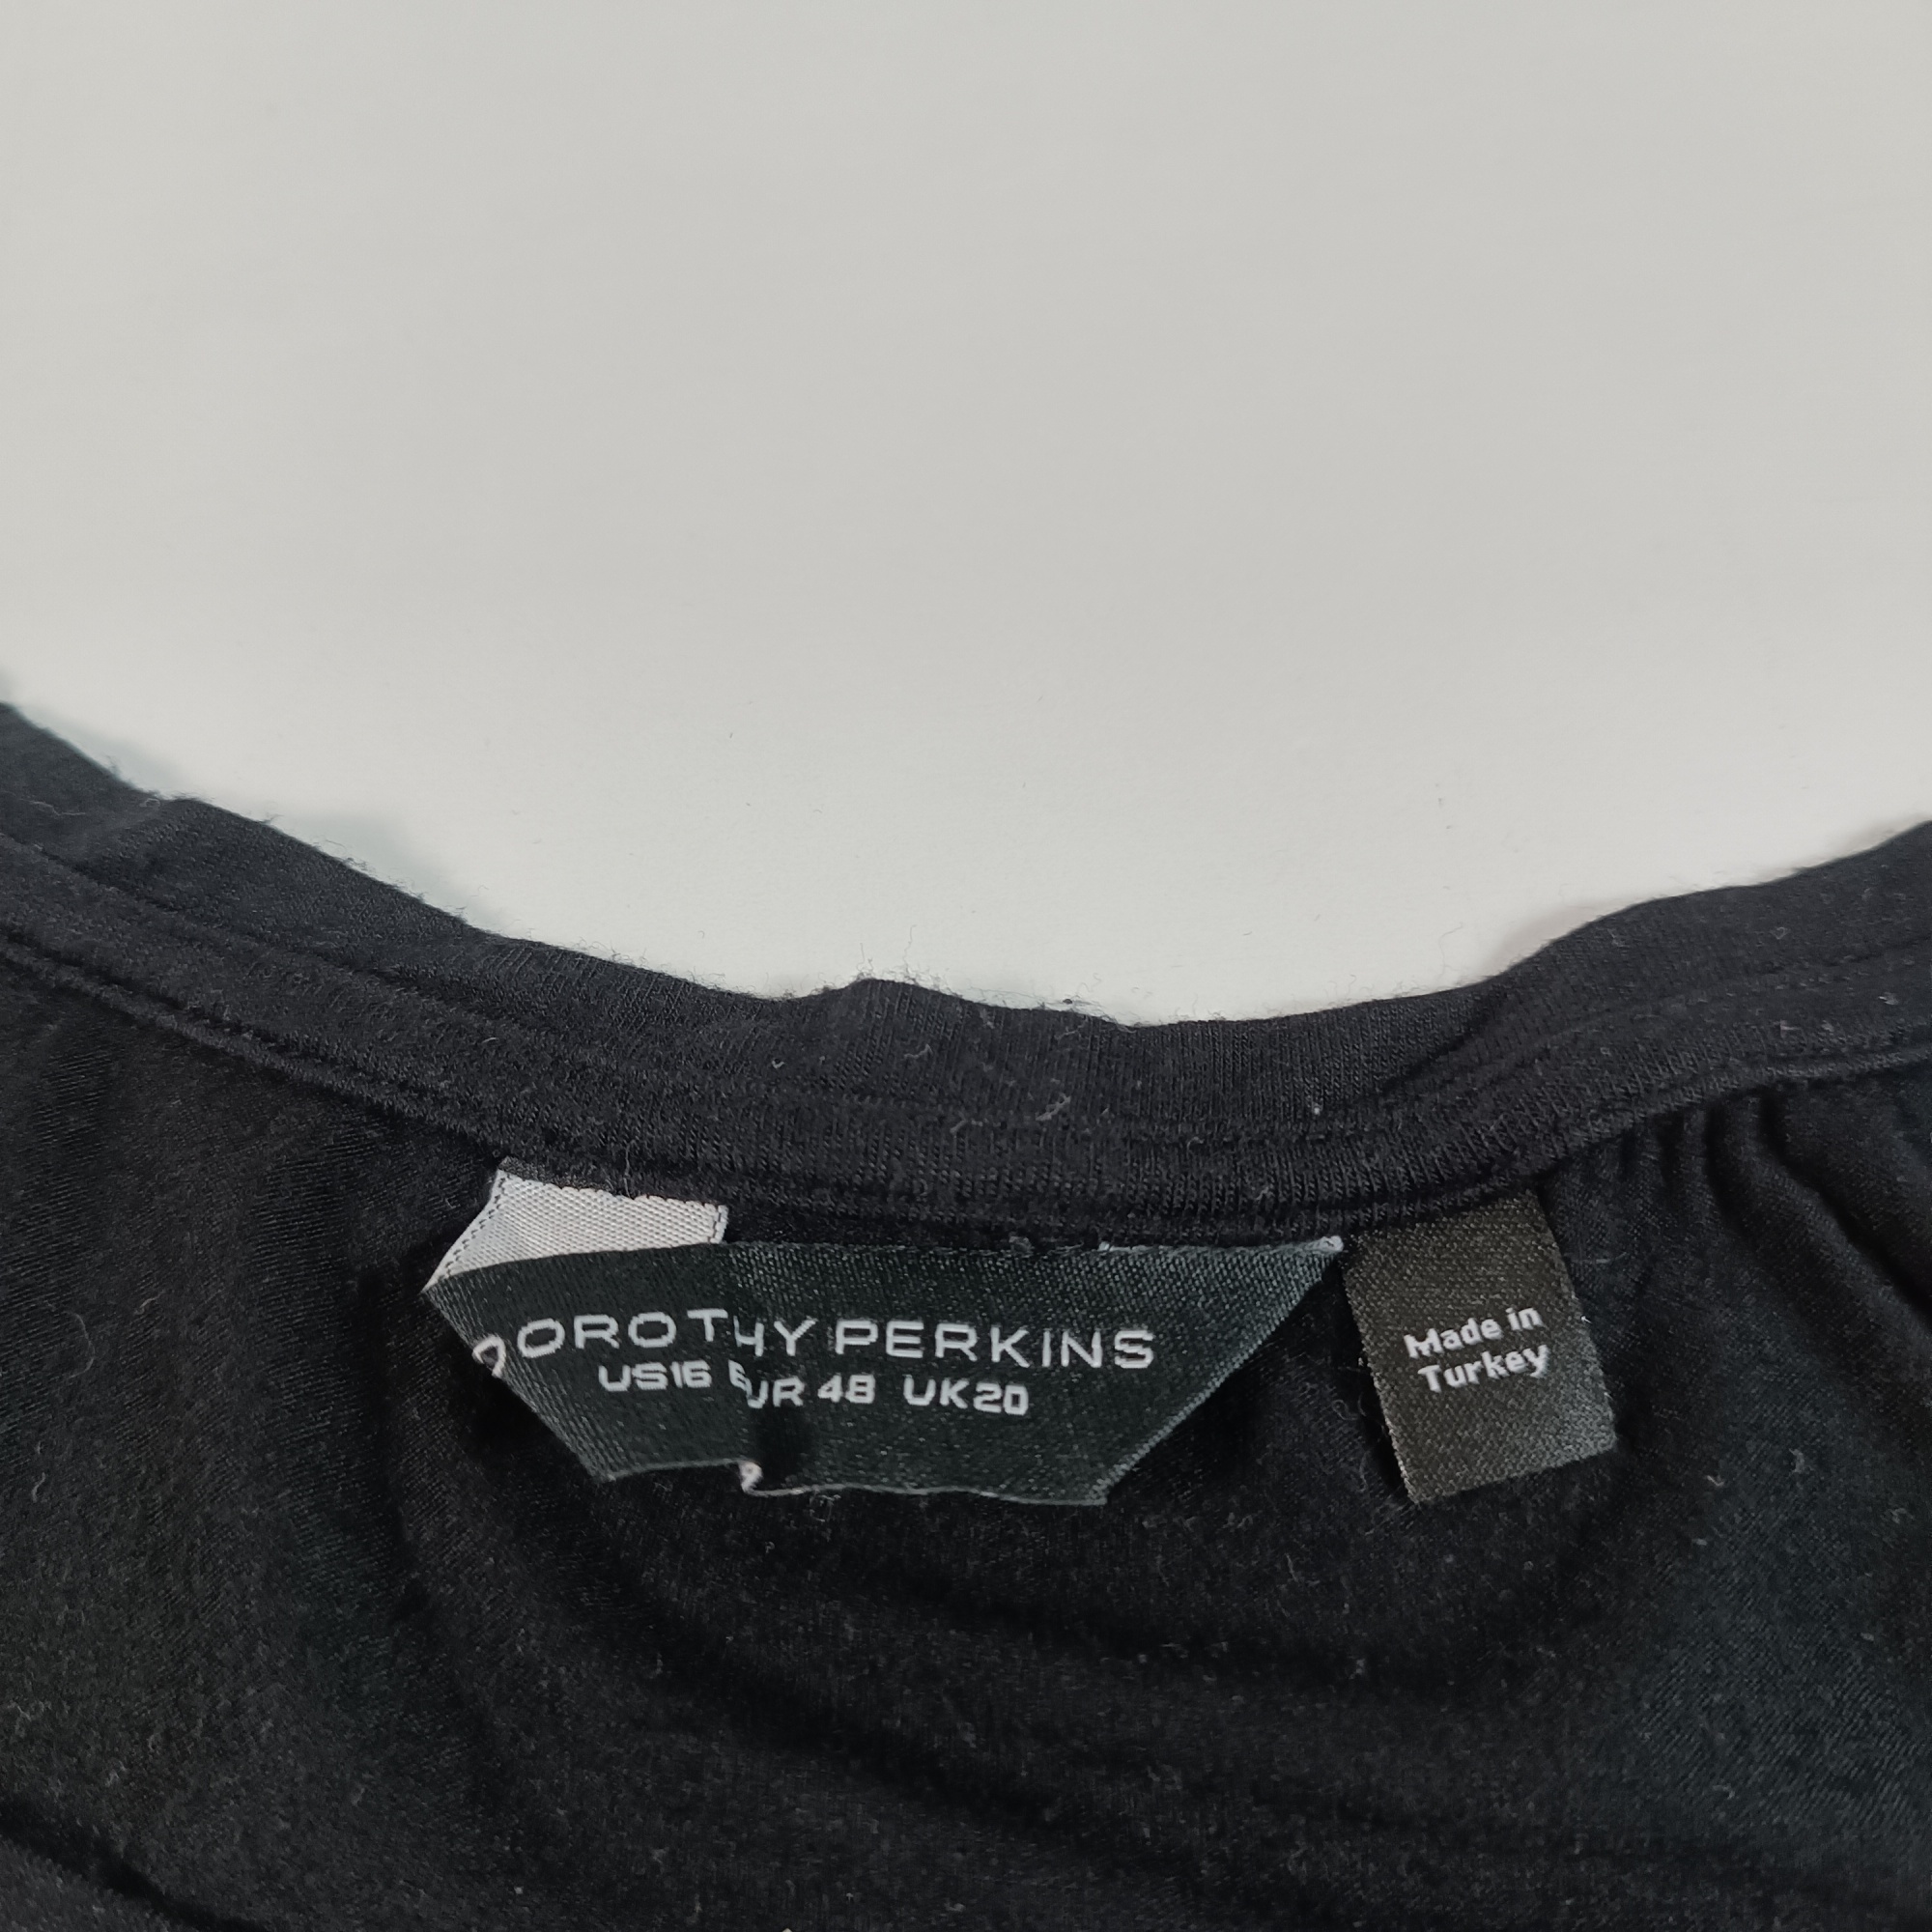 DOROTHY PERKINS
US16 EUR 48 UK20
Made in
Turkey